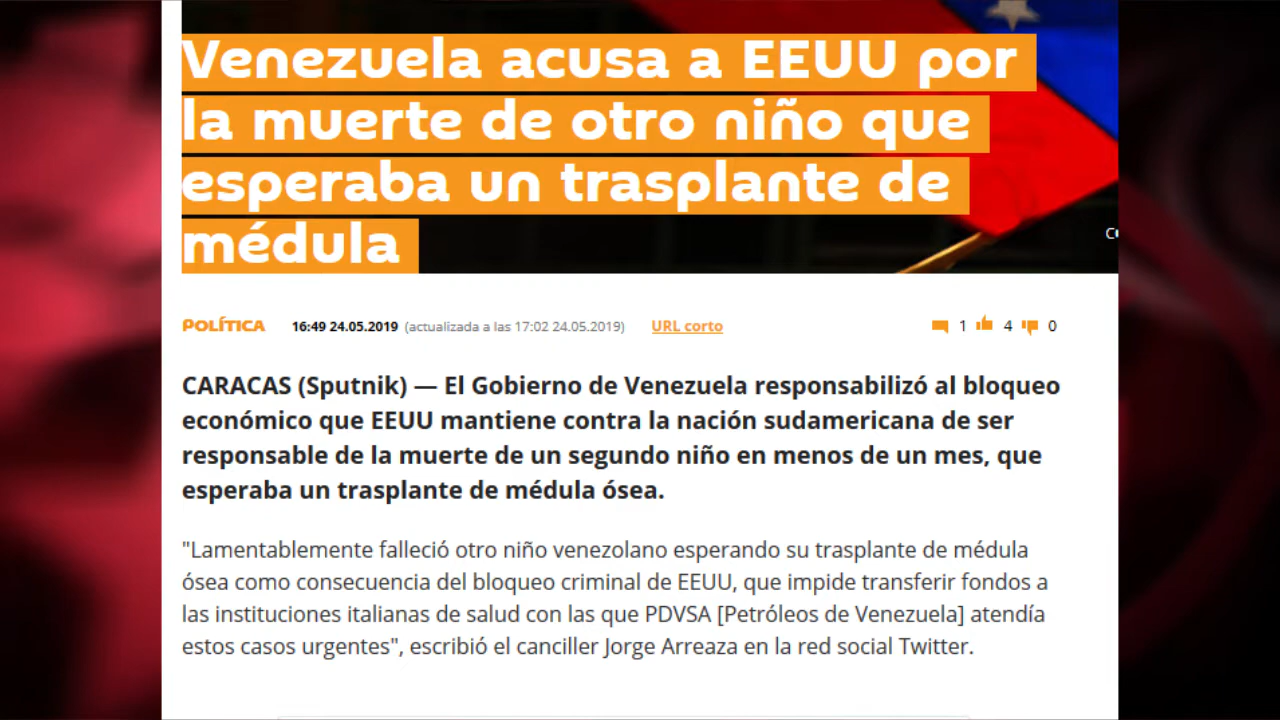 Venezuela acusa a EEUU por
la muerte de otro niño que
esperaba un trasplante de
médula
POLÍTICA 16:49 24.05.2019 (actualizada a las 17:02 24.05.2019) URL corto 1 4 0
CARACAS (Sputnik) — El Gobierno de Venezuela responsabilizó al bloqueo
económico que EEUU mantiene contra la nación sudamericana de ser
responsable de la muerte de un segundo niño en menos de un mes, que
esperaba un trasplante de médula ósea.
"Lamentablemente falleció otro niño venezolano esperando su trasplante de médula
ósea como consecuencia del bloqueo criminal de EEUU, que impide transferir fondos a
las instituciones italianas de salud con las que PDVSA [Petróleos de Venezuela] atendía
estos casos urgentes", escribió el canciller Jorge Arreaza en la red social Twitter.